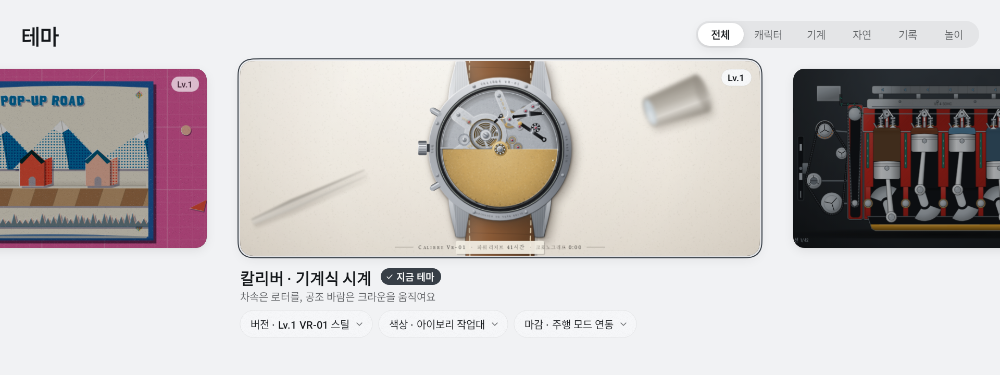 테마
전체 캐릭터 기계 자연 기록 놀이
POP-UP ROAD
Lv.1
Lv.1
CALIBRE VR-01
칼리버 · 기계식 시계 지금 테마
차속은 로터를, 공조 바람은 크라운을 움직여요
버전 · Lv.1 VR-01 스틸 색상 · 아이보리 작업대 마감 · 주행 모드 연동